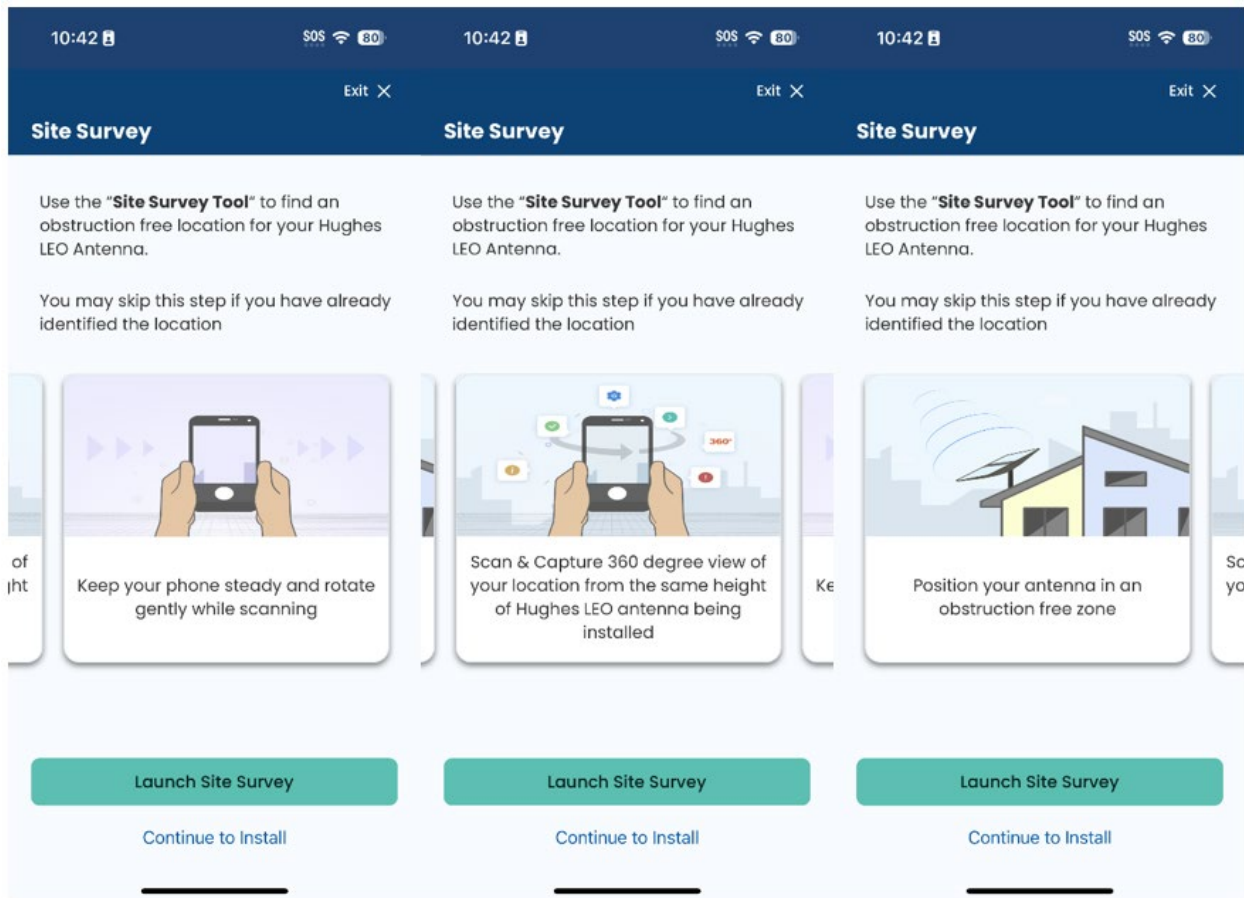 10:42
SOS
80
Exit
Site Survey
Use the “Site Survey Tool“ to find an
obstruction free location for your Hughes
LEO Antenna.
You may skip this step if you have already
identified the location
of
ght
Keep your phone steady and rotate
gently while scanning
Launch Site Survey
Continue to Install
10:42
SOS
80
Exit
Site Survey
Use the “Site Survey Tool“ to find an
obstruction free location for your Hughes
LEO Antenna.
You may skip this step if you have already
identified the location
360°
Scan & Capture 360 degree view of
your location from the same height
of Hughes LEO antenna being
installed
Ke
Launch Site Survey
Continue to Install
10:42
SOS
80
Exit
Site Survey
Use the “Site Survey Tool“ to find an
obstruction free location for your Hughes
LEO Antenna.
You may skip this step if you have already
identified the location
Position your antenna in an
obstruction free zone
Sc
yo
Launch Site Survey
Continue to Install